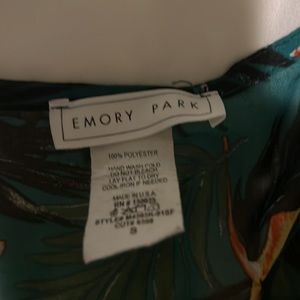 EMORY PARK
100% POLYESTER
HAND WASH COLD
DO NOT BLEACH
LAY FLAT TO DRY
COOL IRON IF NEEDED
MADE IN U.S.A.
S